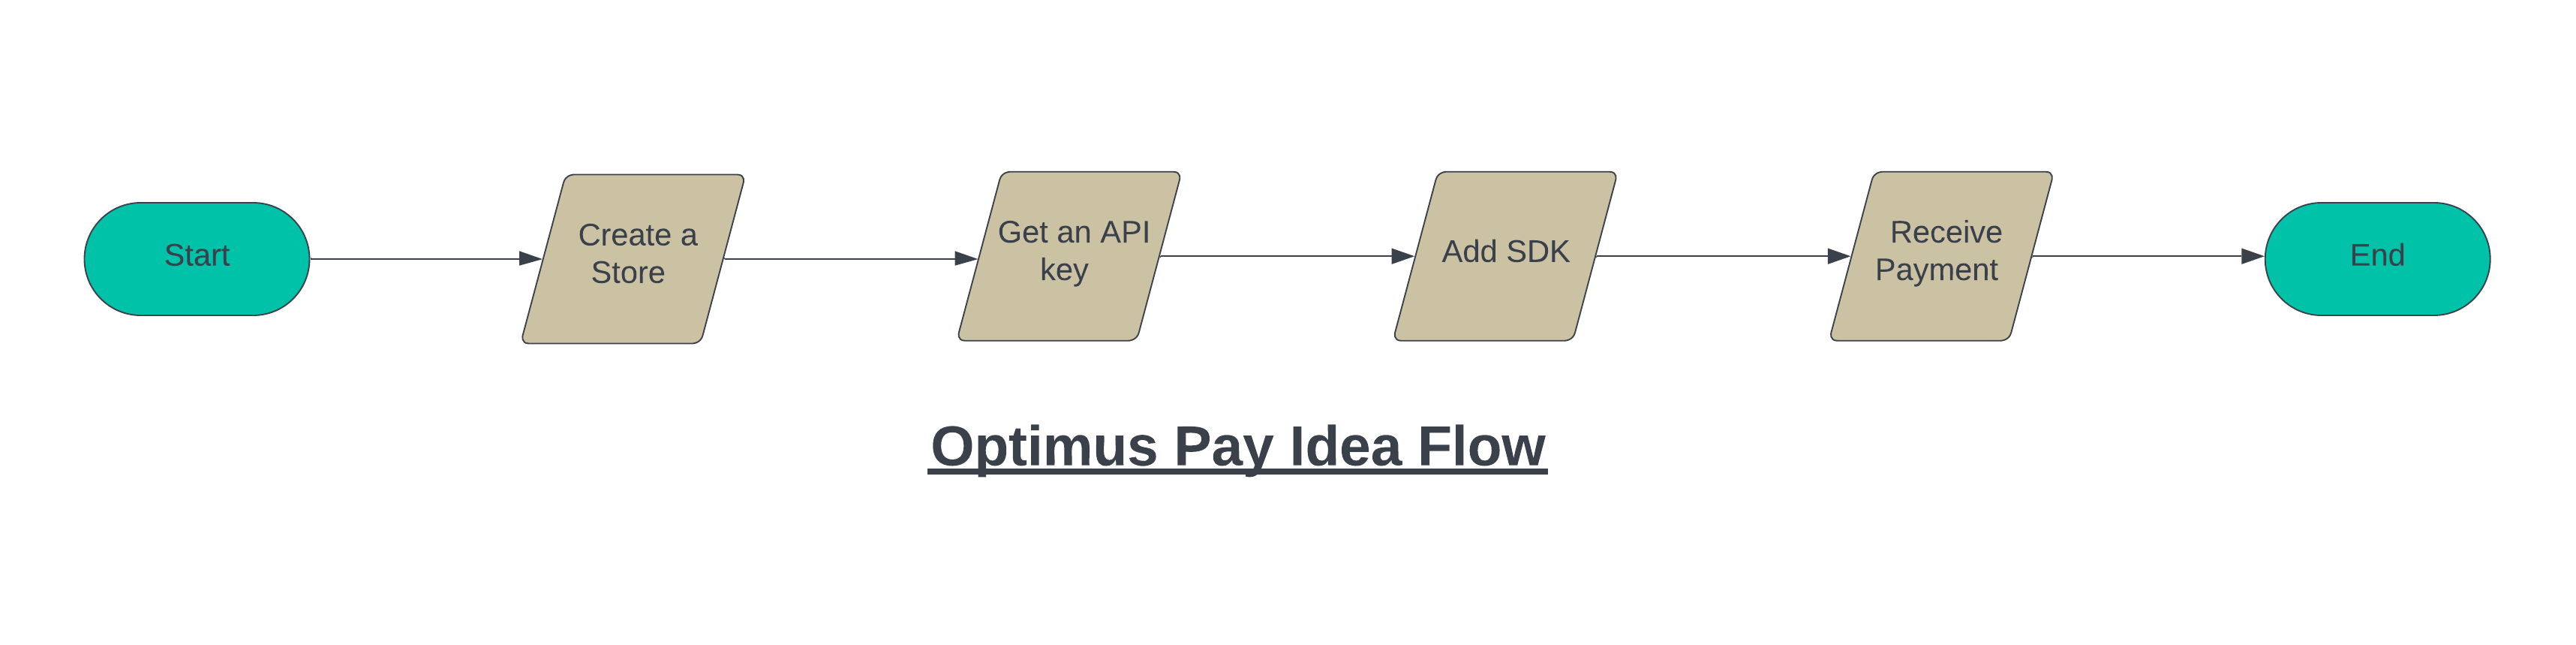 Start
Create a
Store
Get an API
key
Add SDK
Receive
Payment
End
Optimus Pay Idea Flow